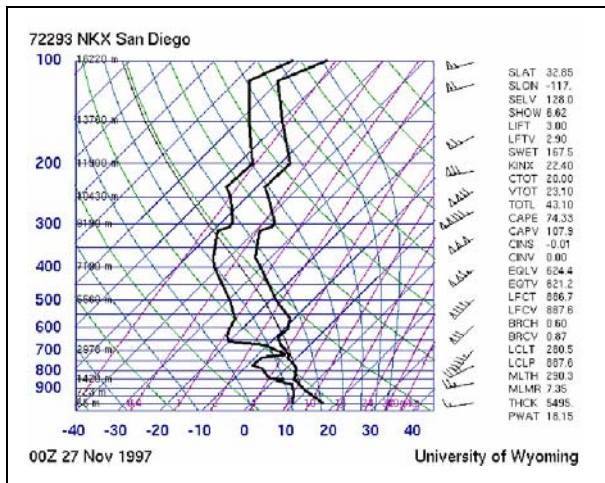 72293 NKX San Diego
100
16220 m
13780 m
200
11900 m
10430 m
300
9190 m
400
7180 m
500
5560 m
600
700
2976 m
800
1428 m
900
723 m
-40 -30 -20 -10 0 10 20 30 40
00Z 27 Nov 1997
University of Wyoming
SLAT 32.85
SLON -117.
SELV 128.0
SHOW 6.62
LIFT 3.00
LFTV 2.90
SWET 167.5
KINX 22.40
CTOT 20.00
VTOT 23.10
TOTL 43.10
CAPE 74.33
CAPV 107.9
CINS -0.01
CINV 0.00
EQLV 624.4
EQTV 621.2
LFCT 886.7
LFCV 887.6
BRCH 0.60
BRCV 0.87
LCLT 280.5
LCLP 887.6
MLTH 290.3
MLMR 7.35
THCK 5495.
PWAT 18.15